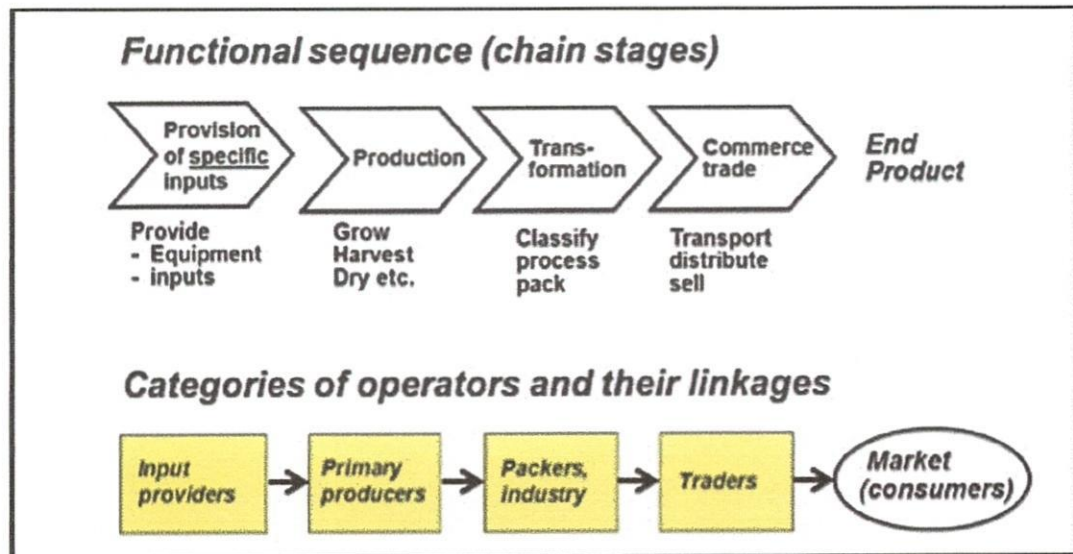 Functional sequence (chain stages)
Provision
of specific
inputs
Production
Trans-
formation
Commerce
trade
End
Product
Provide
- Equipment
- inputs
Grow
Harvest
Dry etc.
Classify
process
pack
Transport
distribute
sell
Categories of operators and their linkages
Input
providers
Primary
producers
Packers,
industry
Traders
Market
(consumers)